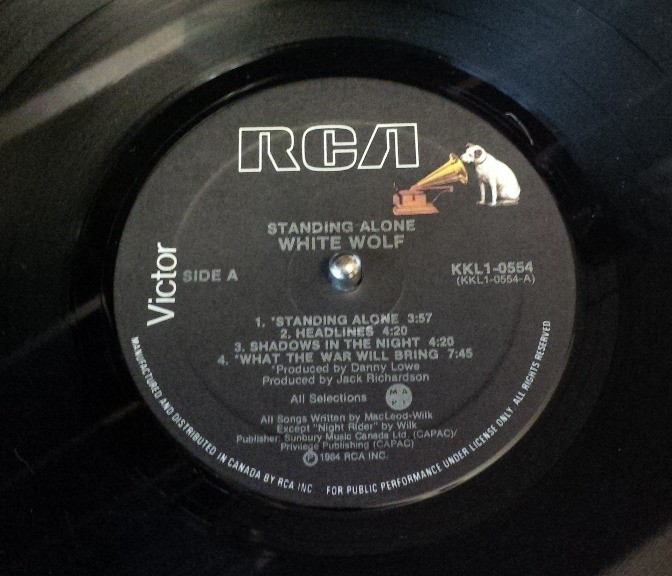 RCA
STANDING ALONE
WHITE WOLF
Victor
SIDE A
KKL1-0554
(KKL1-0554-A)
1. *STANDING ALONE 3:57
2. HEADLINES 4:20
3. SHADOWS IN THE NIGHT 4:20
4. *WHAT THE WAR WILL BRING 7:45
*Produced by Danny Lowe
Produced by Jack Richardson
All Selections
M A
P L
All Songs Written by MacLeod-Wilk
Except "Night Rider" by Wilk
Publisher: Sunbury Music Canada Ltd. (CAPAC)/
Privilege Publishing (CAPAC)
Ⓟ 1984 RCA INC.
MANUFACTURED AND DISTRIBUTED IN CANADA BY RCA INC. FOR PUBLIC PERFORMANCE UNDER LICENSE ONLY. ALL RIGHTS RESERVED